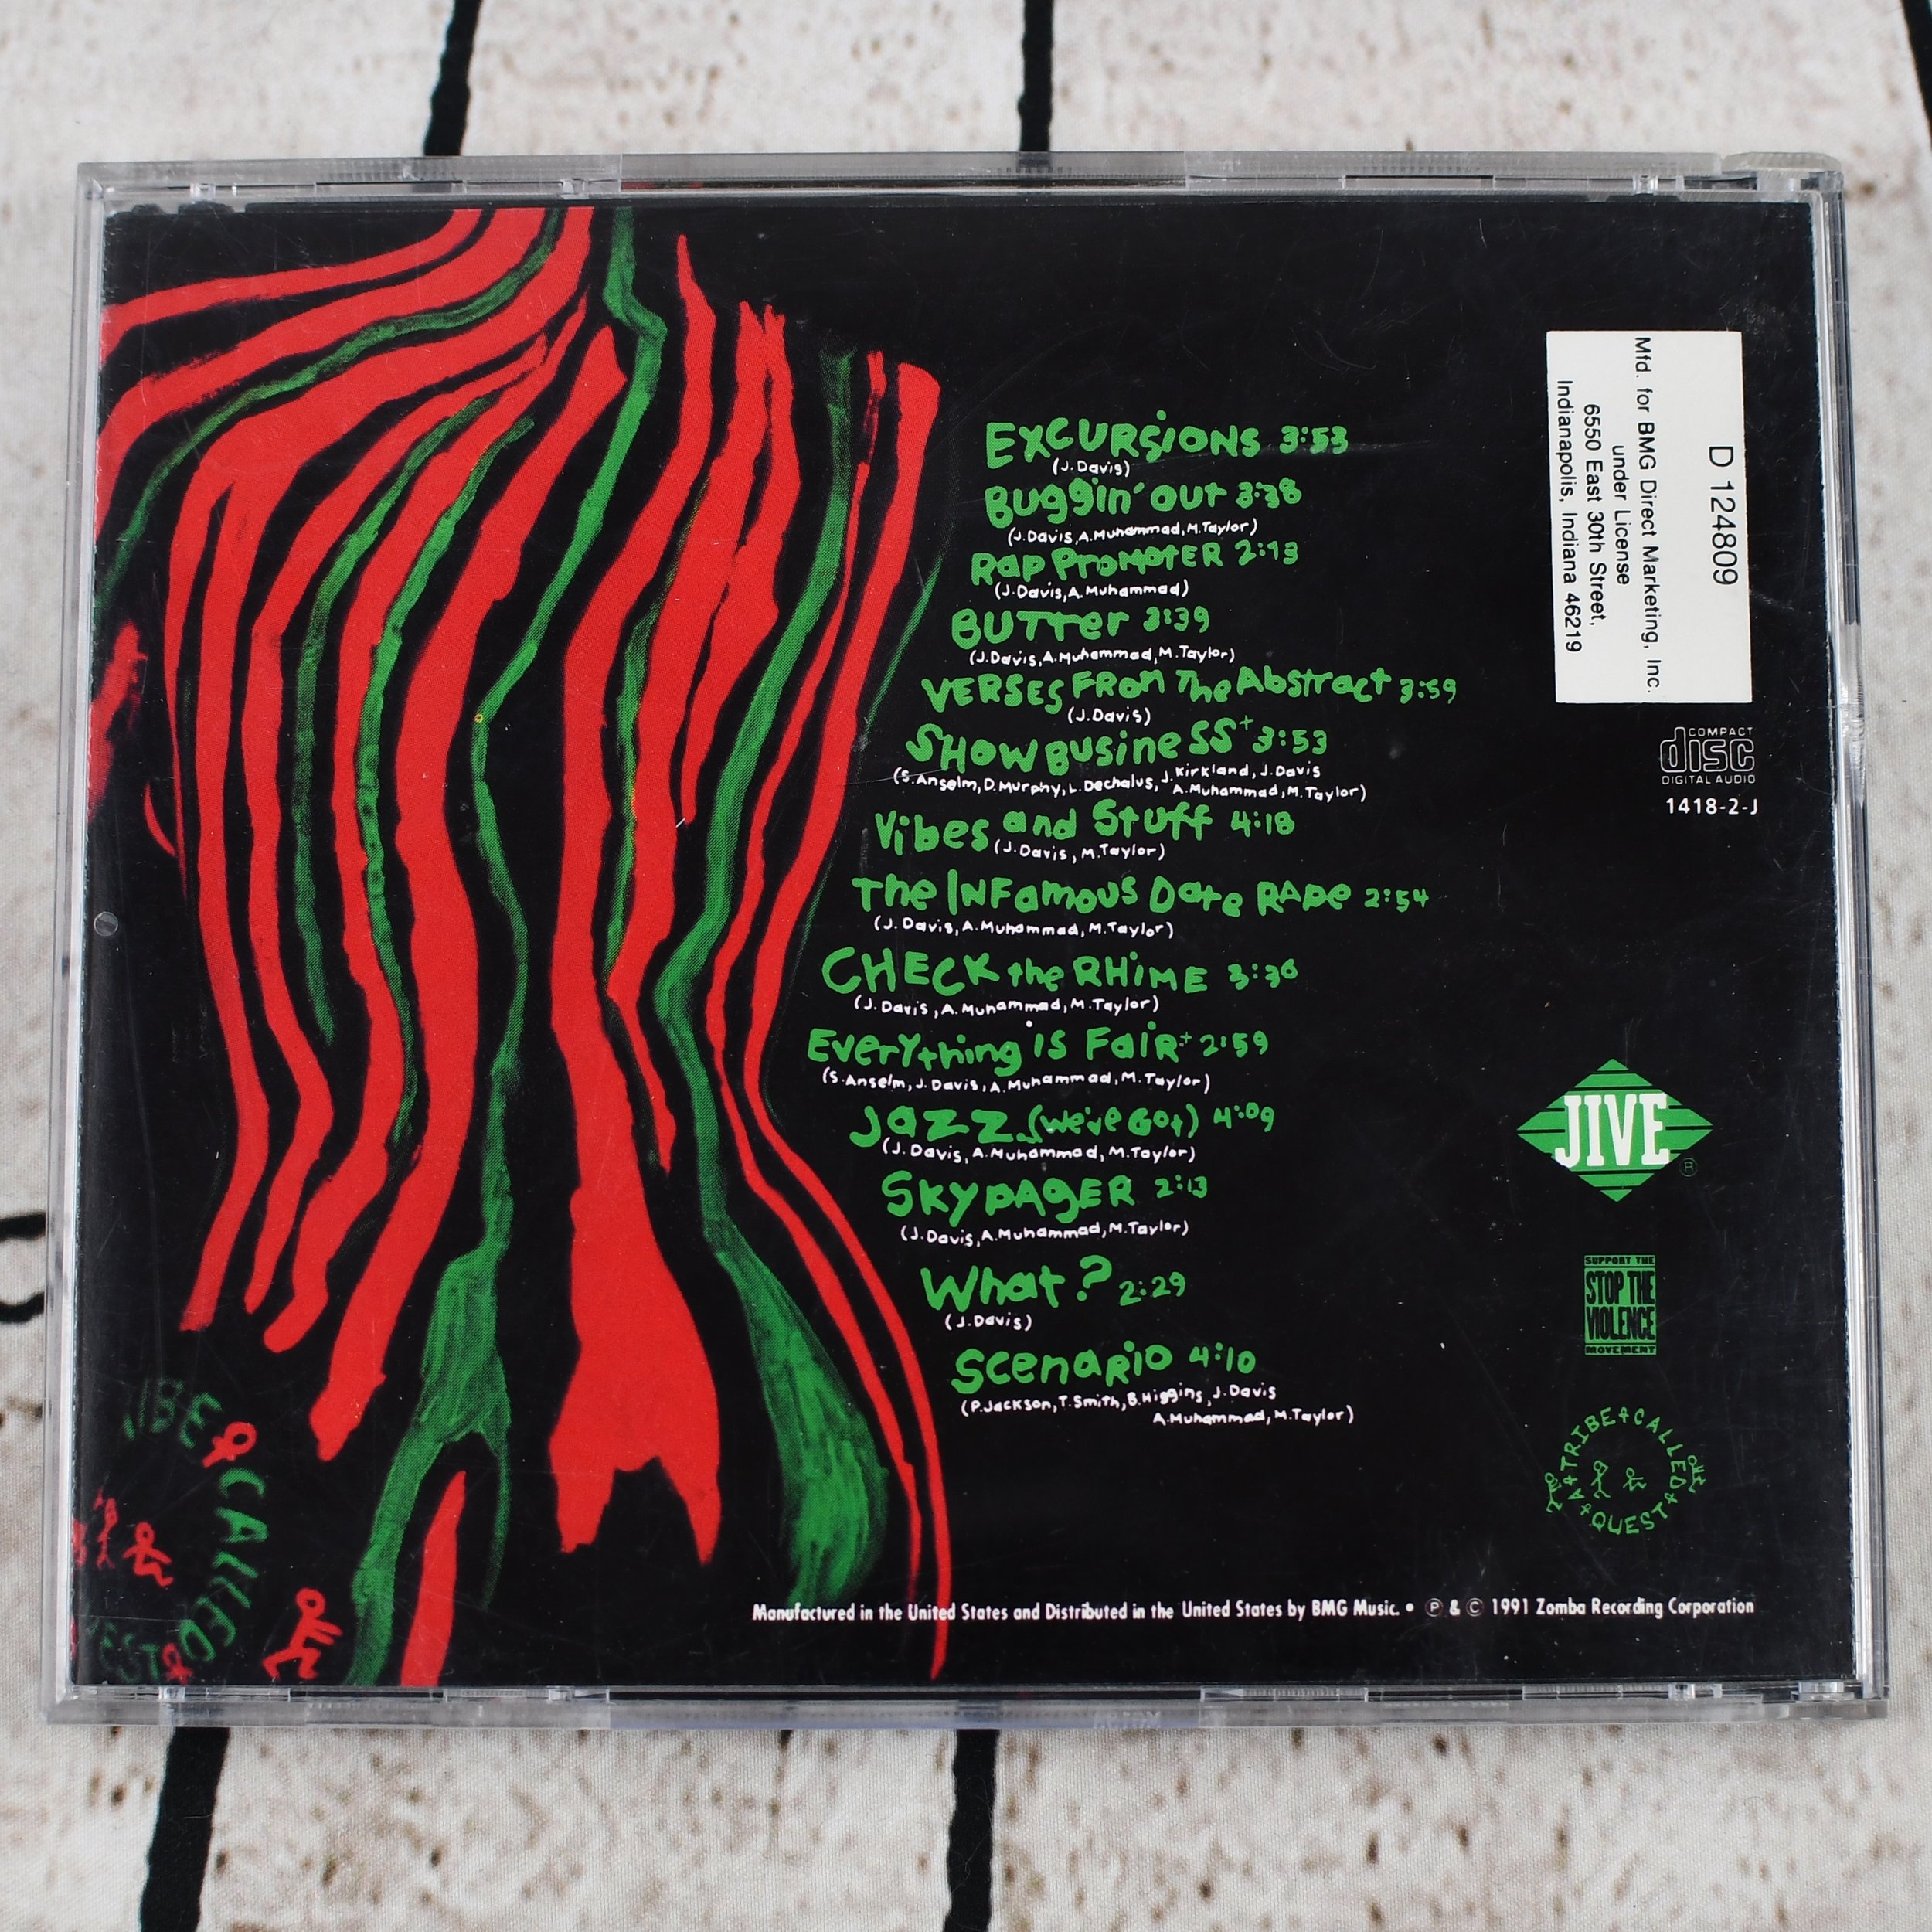 EXCURSIONS 3:53
(J. Davis)
Buggin' out 3:38
(J. Davis, A. Muhammad, M. Taylor)
Rap Promoter 2:13
(J. Davis, A. Muhammad)
BUTTer 3:39
(J. Davis, A. Muhammad, M. Taylor)
VERSES FROM The Abstract 3:59
(J. Davis)
SHOW BUSineSS+ 3:53
(S. Anselm, D. Murphy, L. Dechalus, J. Kirkland, J. Davis
A. Muhammad, M. Taylor)
Vibes and Stuff 4:18
(J. Davis, M. Taylor)
The INFamous Date RAPe 2:54
(J. Davis, A. Muhammad, M. Taylor)
CHECK the RHiME 3:36
(J. Davis, A. Muhammad, M. Taylor)
Everything is Fair+ 2:59
(S. Anselm, J. Davis, A. Muhammad, M. Taylor)
Jazz (We've Got) 4:09
(J. Davis, A. Muhammad, M. Taylor)
SKypAgER 2:13
(J. Davis, A. Muhammad, M. Taylor)
What? 2:29
(J. Davis)
Scenario 4:10
(P. Jackson, T. Smith, B. Higgins, J. Davis
A. Muhammad, M. Taylor)
D 124809
Mfd. for BMG Direct Marketing, Inc.
under License
6550 East 30th Street,
Indianapolis, Indiana 46219
COMPACT
disc
DIGITAL AUDIO
1418-2-J
JIVE ®
SUPPORT THE
STOP THE
VIOLENCE
MOVEMENT
A TRIBE CALLED QUEST
IBE CALLED
EST
Manufactured in the United States and Distributed in the United States by BMG Music. • ℗ & © 1991 Zomba Recording Corporation